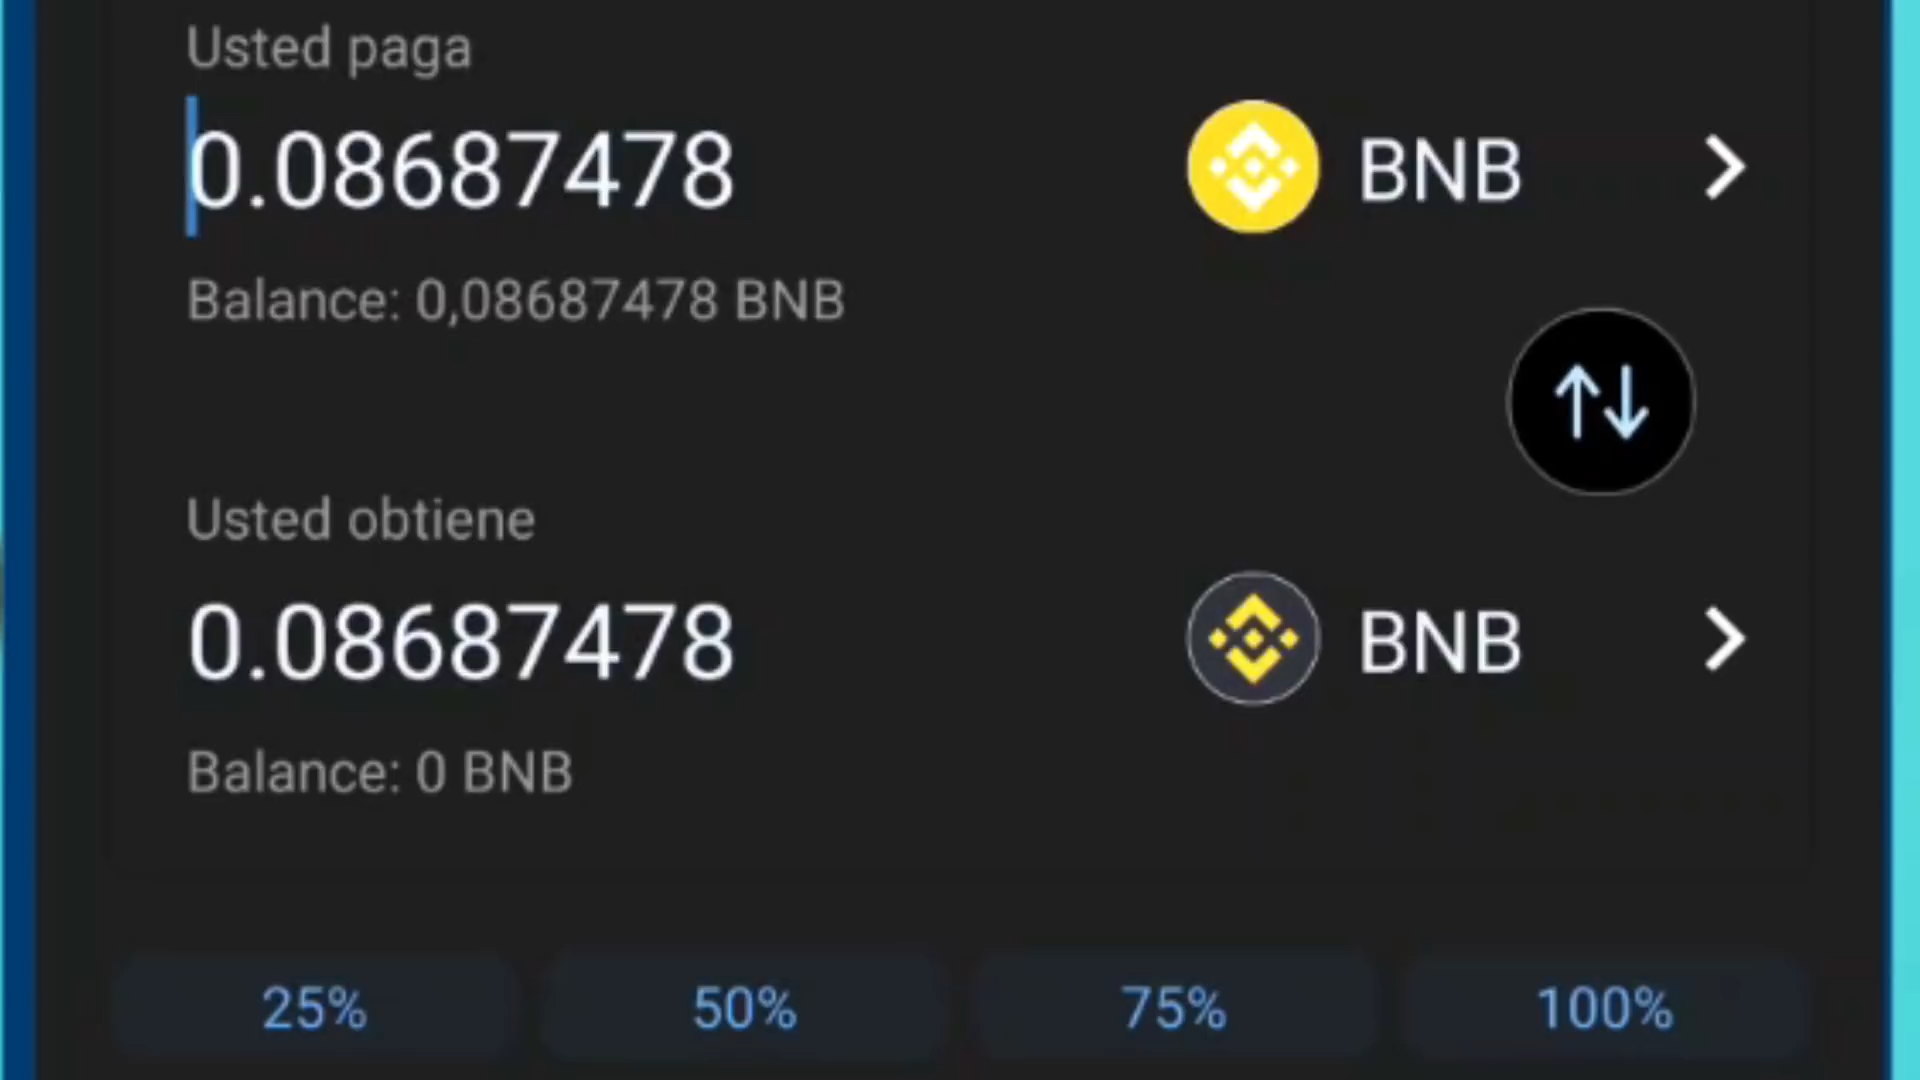 Usted paga
0.08687478
BNB
Balance: 0,08687478 BNB
Usted obtiene
0.08687478
BNB
Balance: 0 BNB
25%
50%
75%
100%